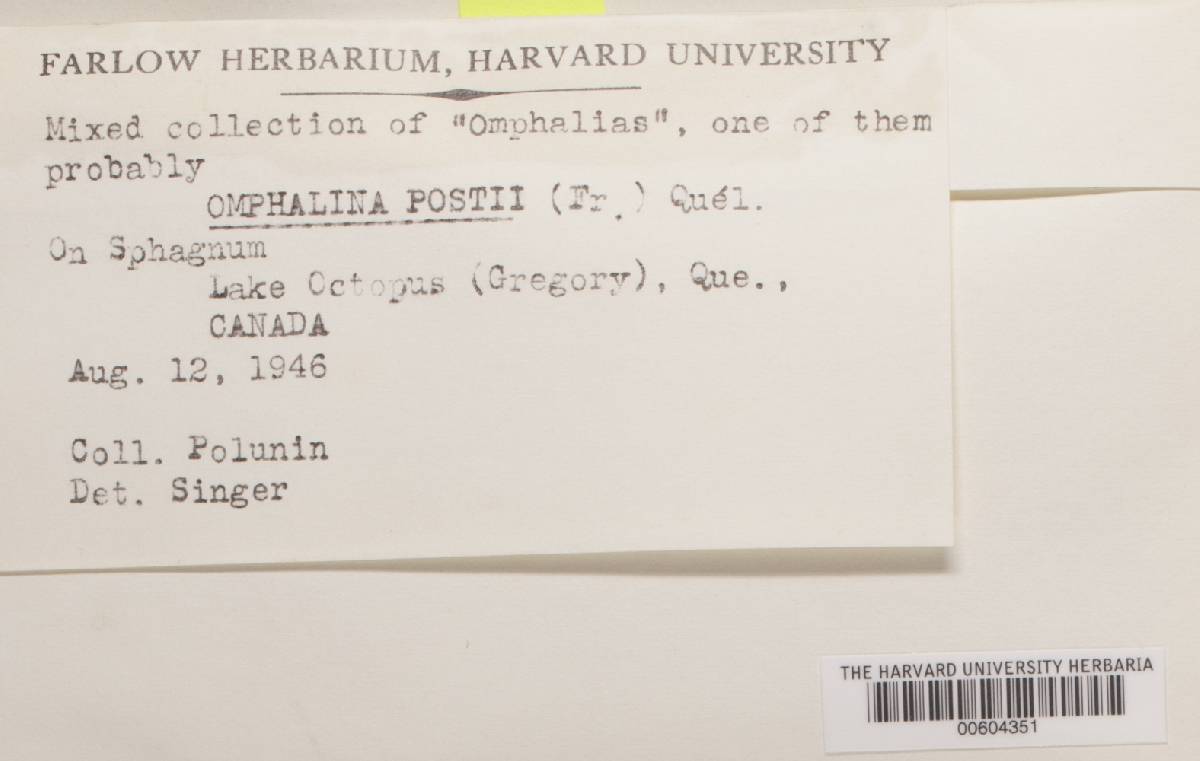 FARLOW HERBARIUM, HARVARD UNIVERSITY
Mixed collection of "Omphalias", one of them
probably
OMPHALINA POSTII (Fr.) Quél.
On Sphagnum
Lake Octopus (Gregory), Que.,
CANADA
Aug. 12, 1946
Coll. Polunin
Det. Singer
THE HARVARD UNIVERSITY HERBARIA
00604351